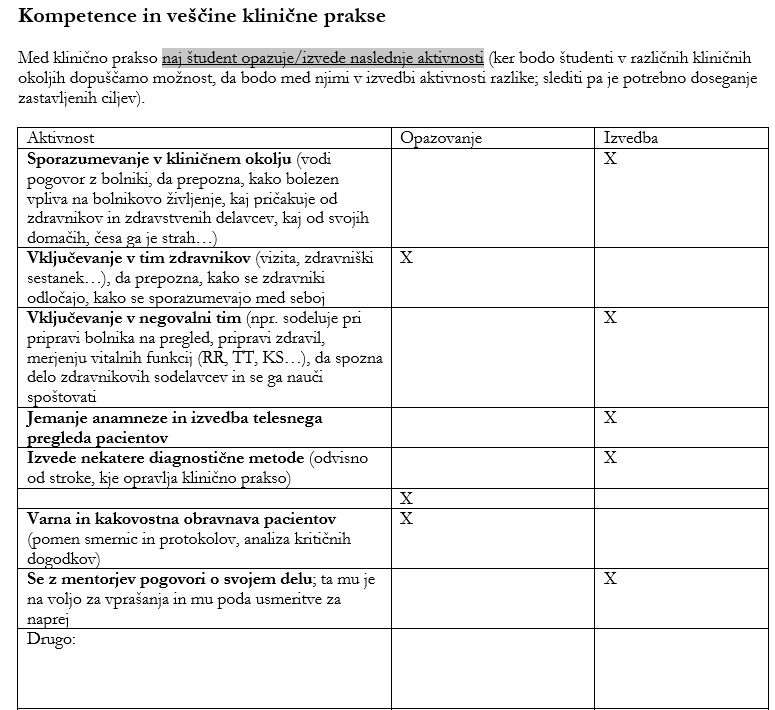 Kompetence in veščine klinične prakse
Med klinično prakso naj študent opazuje/izvede naslednje aktivnosti (ker bodo študenti v različnih kliničnih
okoljih dopuščamo možnost, da bodo med njimi v izvedbi aktivnosti razlike; slediti pa je potrebno doseganje
zastavljenih ciljev).
Aktivnost Opazovanje Izvedba
Sporazumevanje v kliničnem okolju (vodi X
pogovor z bolniki, da prepozna, kako bolezen
vpliva na bolnikovo življenje, kaj pričakuje od
zdravnikov in zdravstvenih delavcev, kaj od svojih
domačih, česa ga je strah…)
Vključevanje v tim zdravnikov (vizita, zdravniški X
sestanek…), da prepozna, kako se zdravniki
odločajo, kako se sporazumevajo med seboj
Vključevanje v negovalni tim (npr. sodeluje pri X
pripravi bolnika na pregled, pripravi zdravil,
merjenju vitalnih funkcij (RR, TT, KS…), da spozna
delo zdravnikovih sodelavcev in se ga nauči
spoštovati
Jemanje anamneze in izvedba telesnega X
pregleda pacientov
Izvede nekatere diagnostične metode (odvisno X
od stroke, kje opravlja klinično prakso)
X
Varna in kakovostna obravnava pacientov X
(pomen smernic in protokolov, analiza kritičnih
dogodkov)
Se z mentorjev pogovori o svojem delu; ta mu je X
na voljo za vprašanja in mu poda usmeritve za
naprej
Drugo: